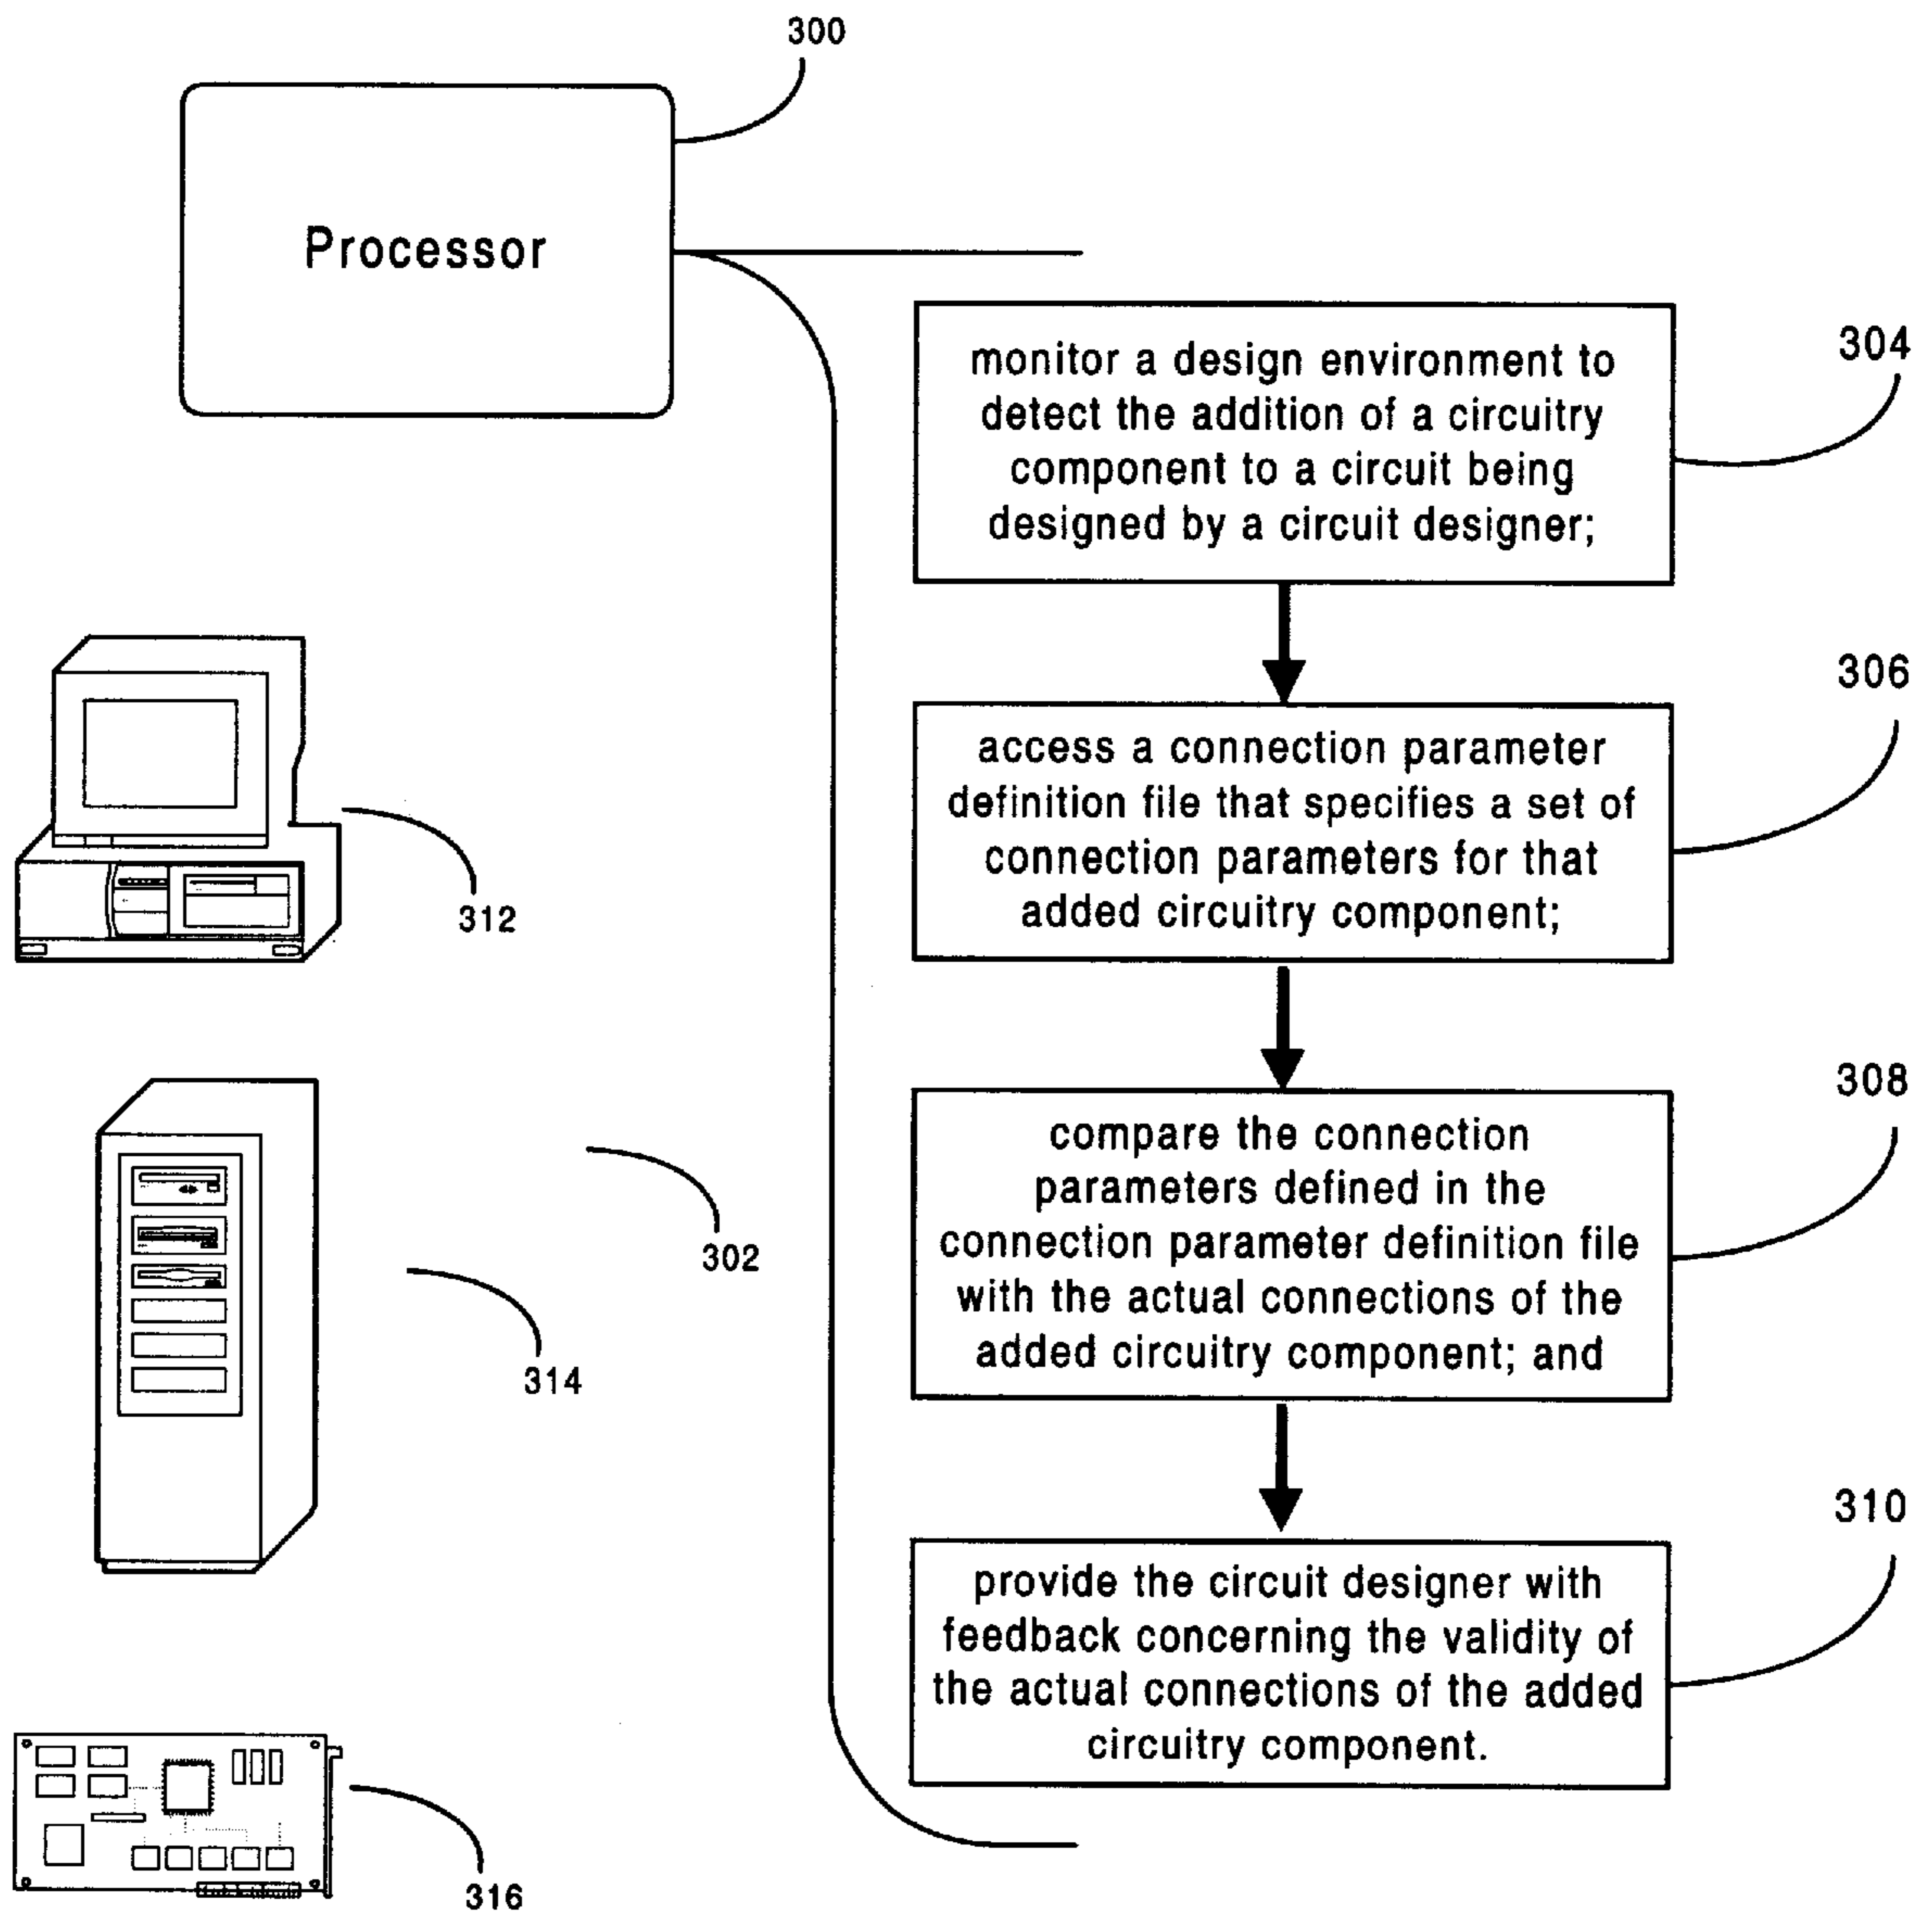 300
Processor
304
monitor a design environment to
detect the addition of a circuitry
component to a circuit being
designed by a circuit designer;
306
access a connection parameter
definition file that specifies a set of
connection parameters for that
added circuitry component;
312
308
compare the connection
parameters defined in the
connection parameter definition file
with the actual connections of the
added circuitry component; and
302
314
310
provide the circuit designer with
feedback concerning the validity of
the actual connections of the added
circuitry component.
316